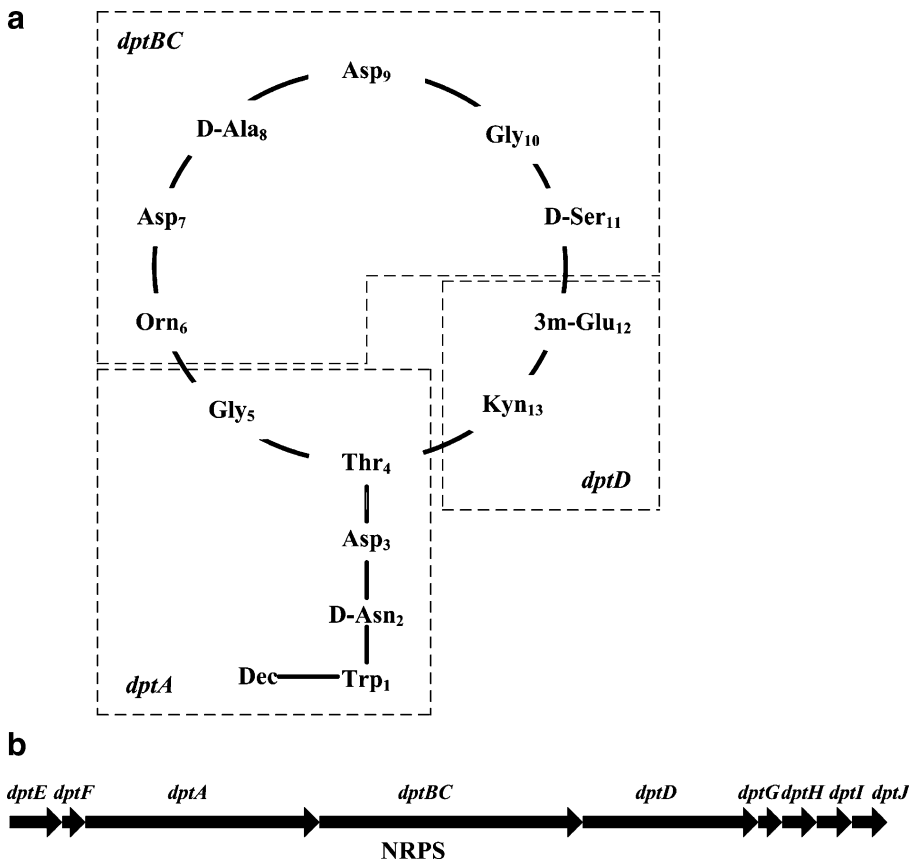 a
dptBC
Asp₉
D-Ala₈
Gly₁₀
Asp₇
D-Ser₁₁
Orn₆
3m-Glu₁₂
Gly₅
Kyn₁₃
Thr₄
dptD
Asp₃
D-Asn₂
dptA
Dec
Trp₁
b
dptE dptF dptA dptBC dptD dptG dptH dptI dptJ
NRPS